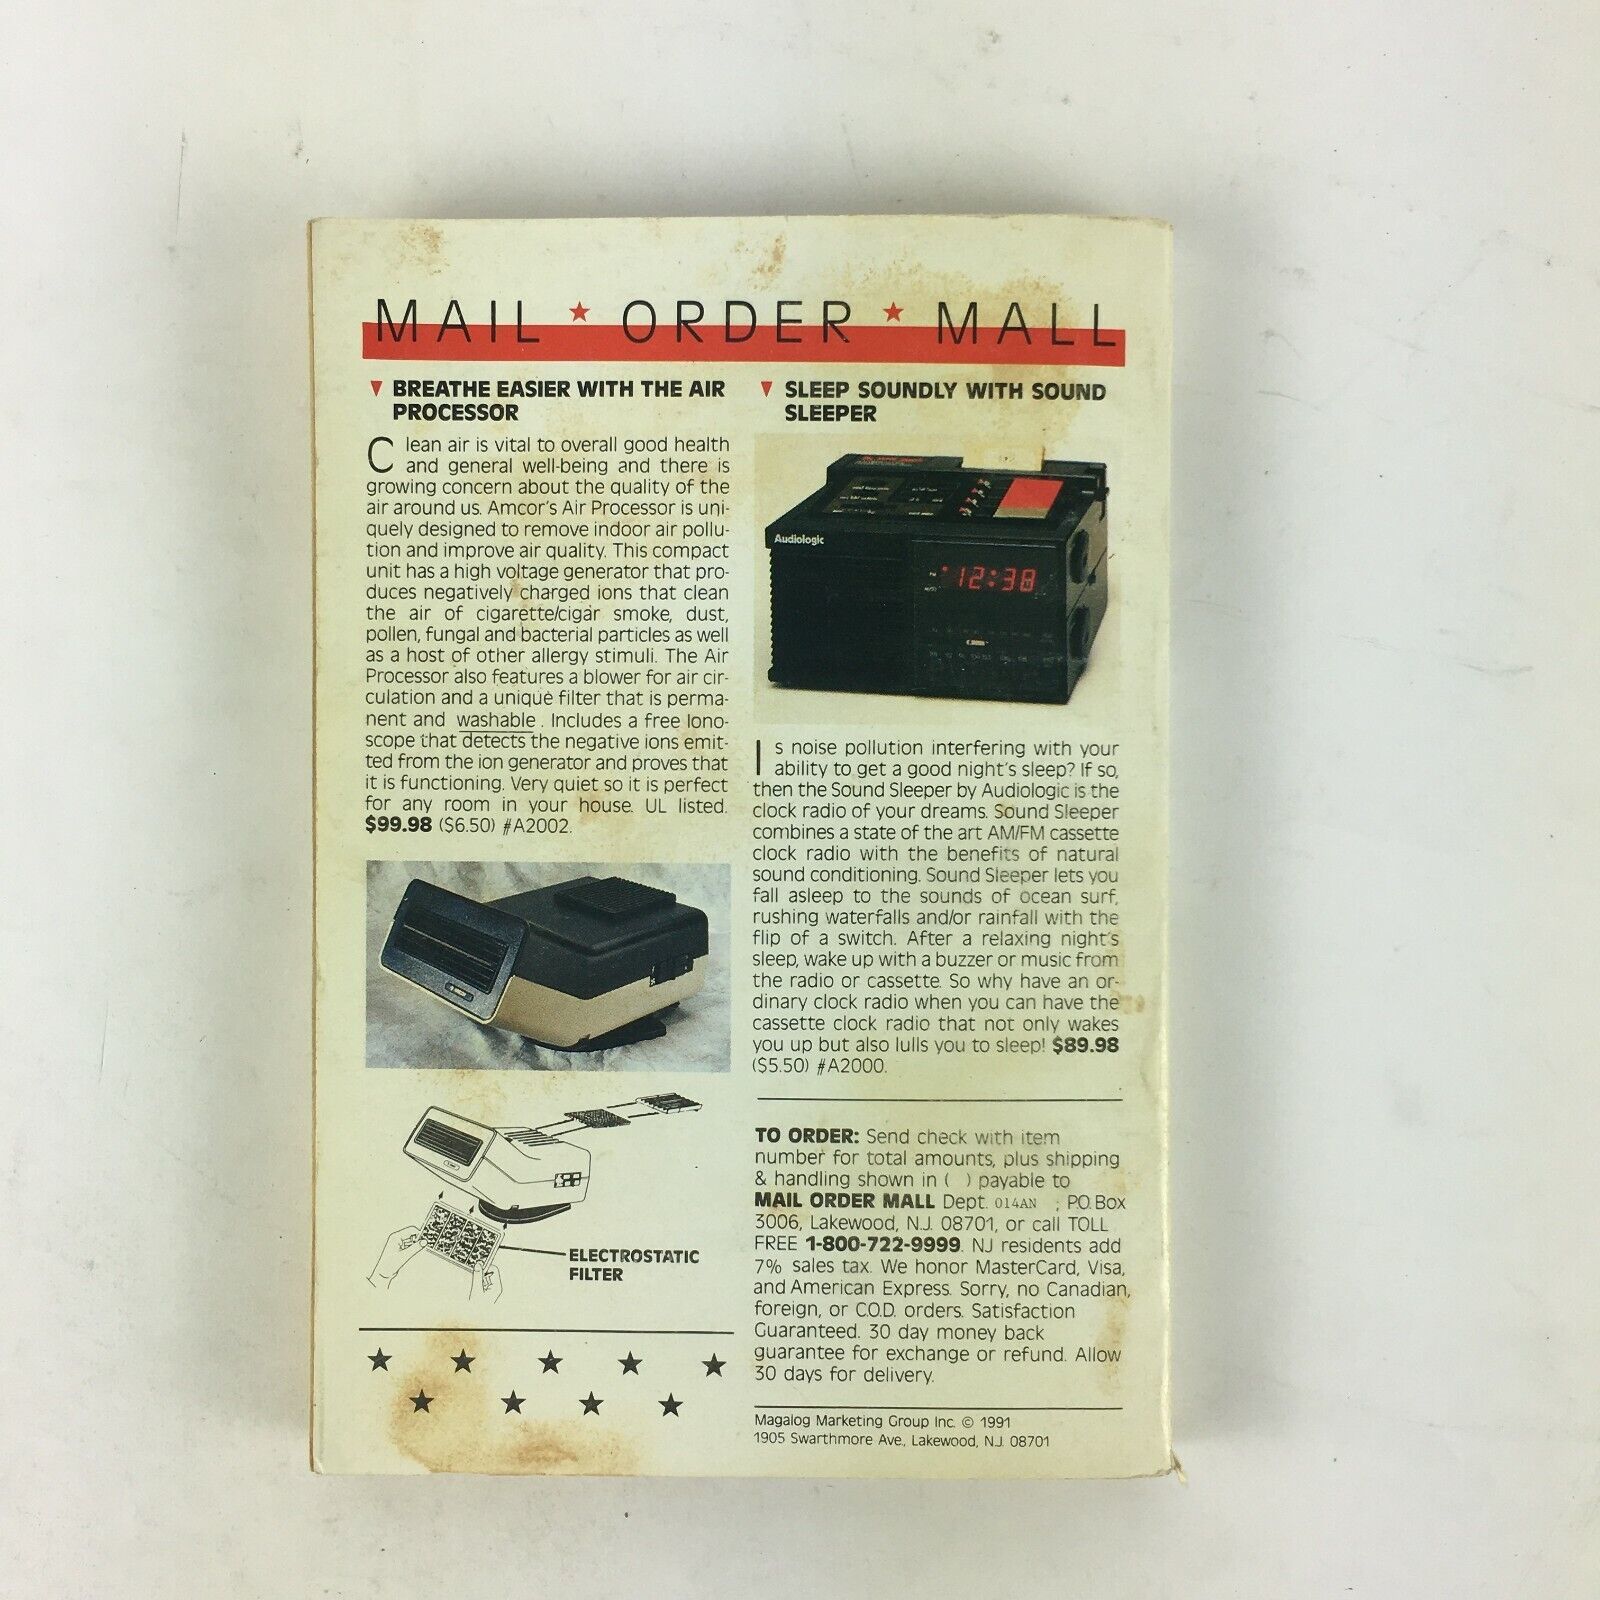 MAIL ★ ORDER ★ MALL
BREATHE EASIER WITH THE AIR
PROCESSOR
Clean air is vital to overall good health
and general well-being and there is
growing concern about the quality of the
air around us. Amcor's Air Processor is uni-
quely designed to remove indoor air pollu-
tion and improve air quality. This compact
unit has a high voltage generator that pro-
duces negatively charged ions that clean
the air of cigarette/cigar smoke, dust,
pollen, fungal and bacterial particles as well
as a host of other allergy stimuli. The Air
Processor also features a blower for air cir-
culation and a unique filter that is perma-
nent and washable. Includes a free Iono-
scope that detects the negative ions emit-
ted from the ion generator and proves that
it is functioning. Very quiet so it is perfect
for any room in your house. UL listed.
$99.98 ($6.50) #A2002.
ELECTROSTATIC
FILTER
SLEEP SOUNDLY WITH SOUND
SLEEPER
Audiologic
12:38
Is noise pollution interfering with your
ability to get a good night's sleep? If so,
then the Sound Sleeper by Audiologic is the
clock radio of your dreams. Sound Sleeper
combines a state of the art AM/FM cassette
clock radio with the benefits of natural
sound conditioning. Sound Sleeper lets you
fall asleep to the sounds of ocean surf,
rushing waterfalls and/or rainfall with the
flip of a switch. After a relaxing night's
sleep, wake up with a buzzer or music from
the radio or cassette. So why have an or-
dinary clock radio when you can have the
cassette clock radio that not only wakes
you up but also lulls you to sleep! $89.98
($5.50) #A2000.
TO ORDER: Send check with item
number for total amounts, plus shipping
& handling shown in ( ) payable to
MAIL ORDER MALL Dept. 014AN ; P.O. Box
3006, Lakewood, N.J. 08701, or call TOLL
FREE 1-800-722-9999. NJ residents add
7% sales tax. We honor MasterCard, Visa,
and American Express. Sorry, no Canadian,
foreign, or C.O.D. orders. Satisfaction
Guaranteed. 30 day money back
guarantee for exchange or refund. Allow
30 days for delivery.
Magalog Marketing Group Inc. © 1991
1905 Swarthmore Ave., Lakewood, N.J. 08701